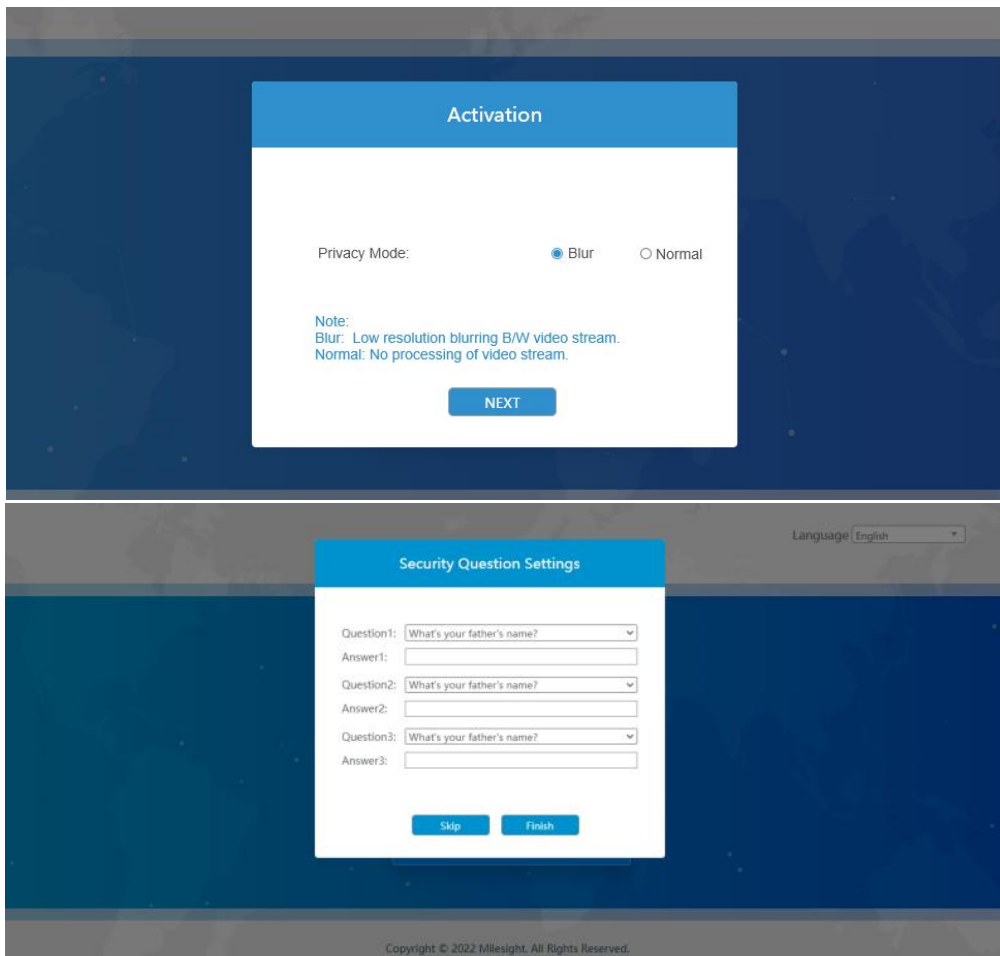 Activation
Privacy Mode: Blur Normal
Note:
Blur: Low resolution blurring B/W video stream.
Normal: No processing of video stream.
NEXT
Language English
Security Question Settings
Question1: What's your father's name?
Answer1:
Question2: What's your father's name?
Answer2:
Question3: What's your father's name?
Answer3:
Skip Finish
Copyright © 2022 Milesight. All Rights Reserved.